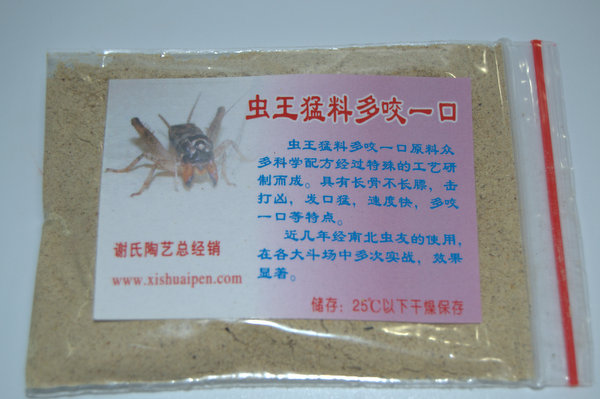 虫王猛料多咬一口
虫王猛料多咬一口原料众
多科学配方经过特殊的工艺研
制而成。具有长骨不长膘，击
打凶，发口猛，速度快，多咬
一口等特点。
近几年经南北虫友的使用，
在各大斗场中多次实战，效果
显著。
谢氏陶艺总经销
www.xishuaipen.com
储存：25℃以下干燥保存